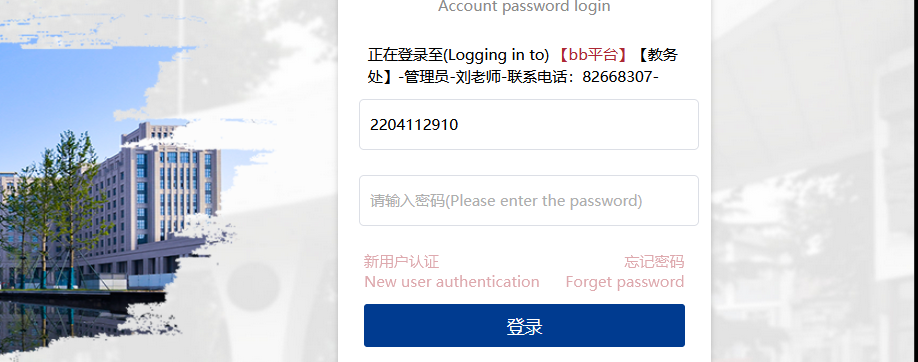 Account password login
正在登录至(Logging in to) 【bb平台】【教务
处】-管理员-刘老师-联系电话：82668307-
2204112910
请输入密码(Please enter the password)
新用户认证 忘记密码
New user authentication Forget password
登录